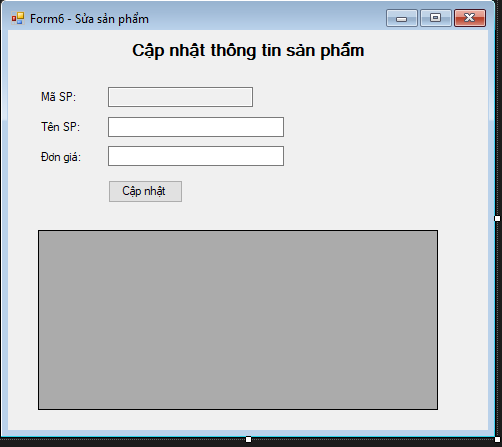 Form6 - Sửa sản phẩm
Cập nhật thông tin sản phẩm
Mã SP:
Tên SP:
Đơn giá:
Cập nhật